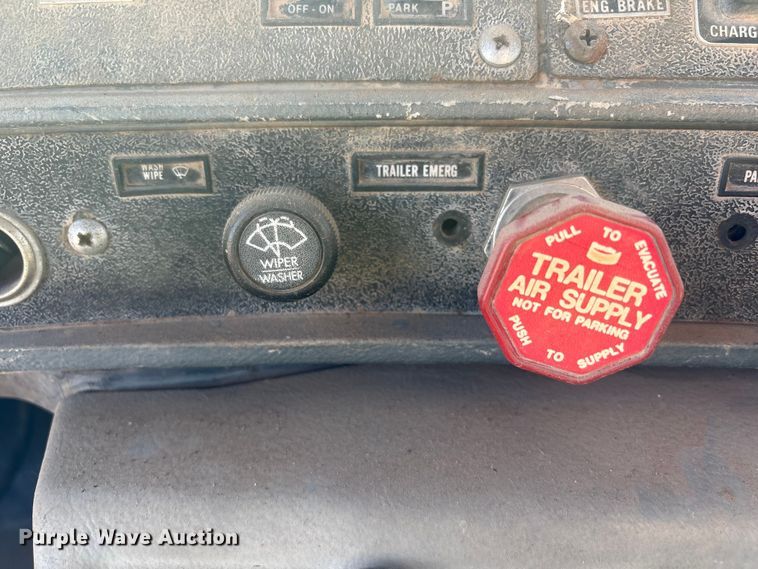 OFF - ON
PARK P
ENG. BRAKE
CHARG
WASH
WIPE
TRAILER EMERG
PA
WIPER
WASHER
PULL TO EVACUATE
TRAILER
AIR SUPPLY
NOT FOR PARKING
PUSH TO SUPPLY
Purple Wave Auction